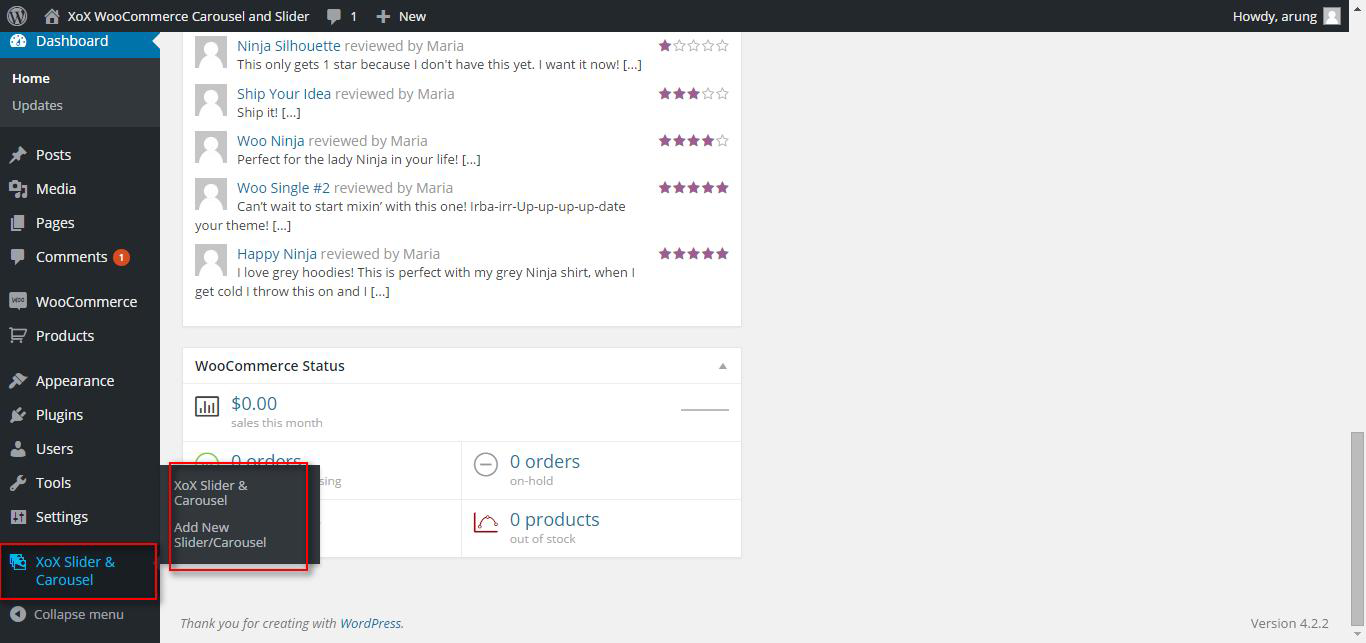 XoX WooCommerce Carousel and Slider 1 New Howdy, arung
Dashboard
Home
Updates
Posts
Media
Pages
Comments 1
WooCommerce
Products
Appearance
Plugins
Users
Tools
Settings
XoX Slider &
Carousel
Collapse menu
XoX Slider &
Carousel
Add New
Slider/Carousel
Ninja Silhouette reviewed by Maria
This only gets 1 star because I don't have this yet. I want it now! […]
Ship Your Idea reviewed by Maria
Ship it! […]
Woo Ninja reviewed by Maria
Perfect for the lady Ninja in your life! […]
Woo Single #2 reviewed by Maria
Can’t wait to start mixin’ with this one! Irba-irr-Up-up-up-up-date
your theme! […]
Happy Ninja reviewed by Maria
I love grey hoodies! This is perfect with my grey Ninja shirt, when I
get cold I throw this on and I […]
WooCommerce Status
$0.00
sales this month
0 orders
0 orders
on-hold
0 products
out of stock
Thank you for creating with WordPress.
Version 4.2.2